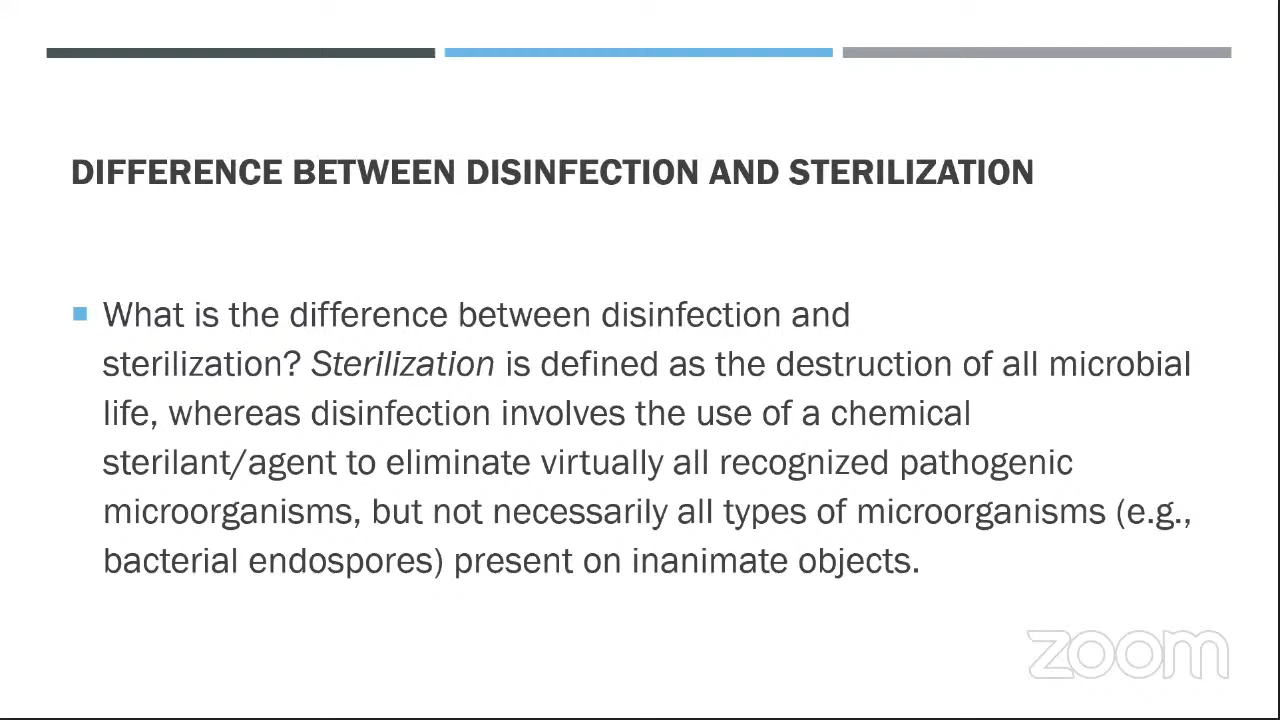 DIFFERENCE BETWEEN DISINFECTION AND STERILIZATION
What is the difference between disinfection and
sterilization? Sterilization is defined as the destruction of all microbial
life, whereas disinfection involves the use of a chemical
sterilant/agent to eliminate virtually all recognized pathogenic
microorganisms, but not necessarily all types of microorganisms (e.g.,
bacterial endospores) present on inanimate objects.
zoom